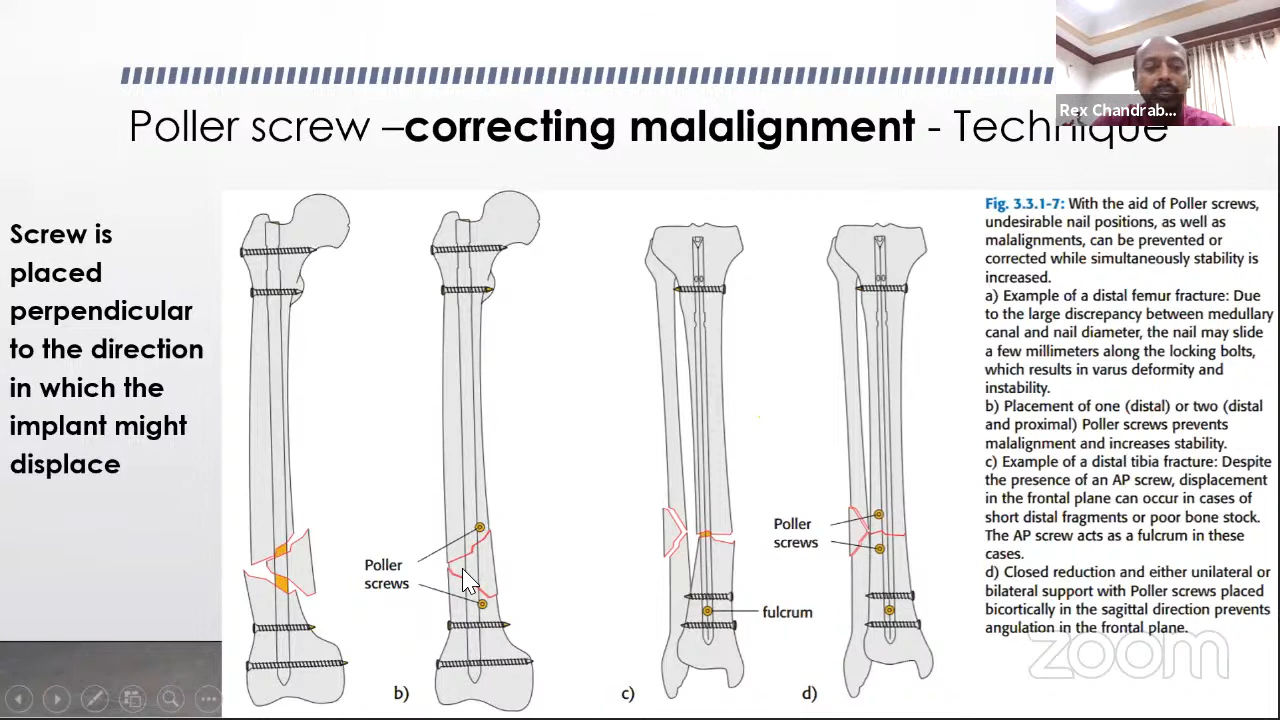 Rex Chandrab...
Poller screw –correcting malalignment - Technique
Screw is
placed
perpendicular
to the direction
in which the
implant might
displace
Poller
screws
b)
fulcrum
c)
Poller
screws
d)
Fig. 3.3.1-7: With the aid of Poller screws,
undesirable nail positions, as well as
malalignments, can be prevented or
corrected while simultaneously stability is
increased.
a) Example of a distal femur fracture: Due
to the large discrepancy between medullary
canal and nail diameter, the nail may slide
a few millimeters along the locking bolts,
which results in varus deformity and
instability.
b) Placement of one (distal) or two (distal
and proximal) Poller screws prevents
malalignment and increases stability.
c) Example of a distal tibia fracture: Despite
the presence of an AP screw, displacement
in the frontal plane can occur in cases of
short distal fragments or poor bone stock.
The AP screw acts as a fulcrum in these
cases.
d) Closed reduction and either unilateral or
bilateral support with Poller screws placed
bicortically in the sagittal direction prevents
angulation in the frontal plane.
zoom